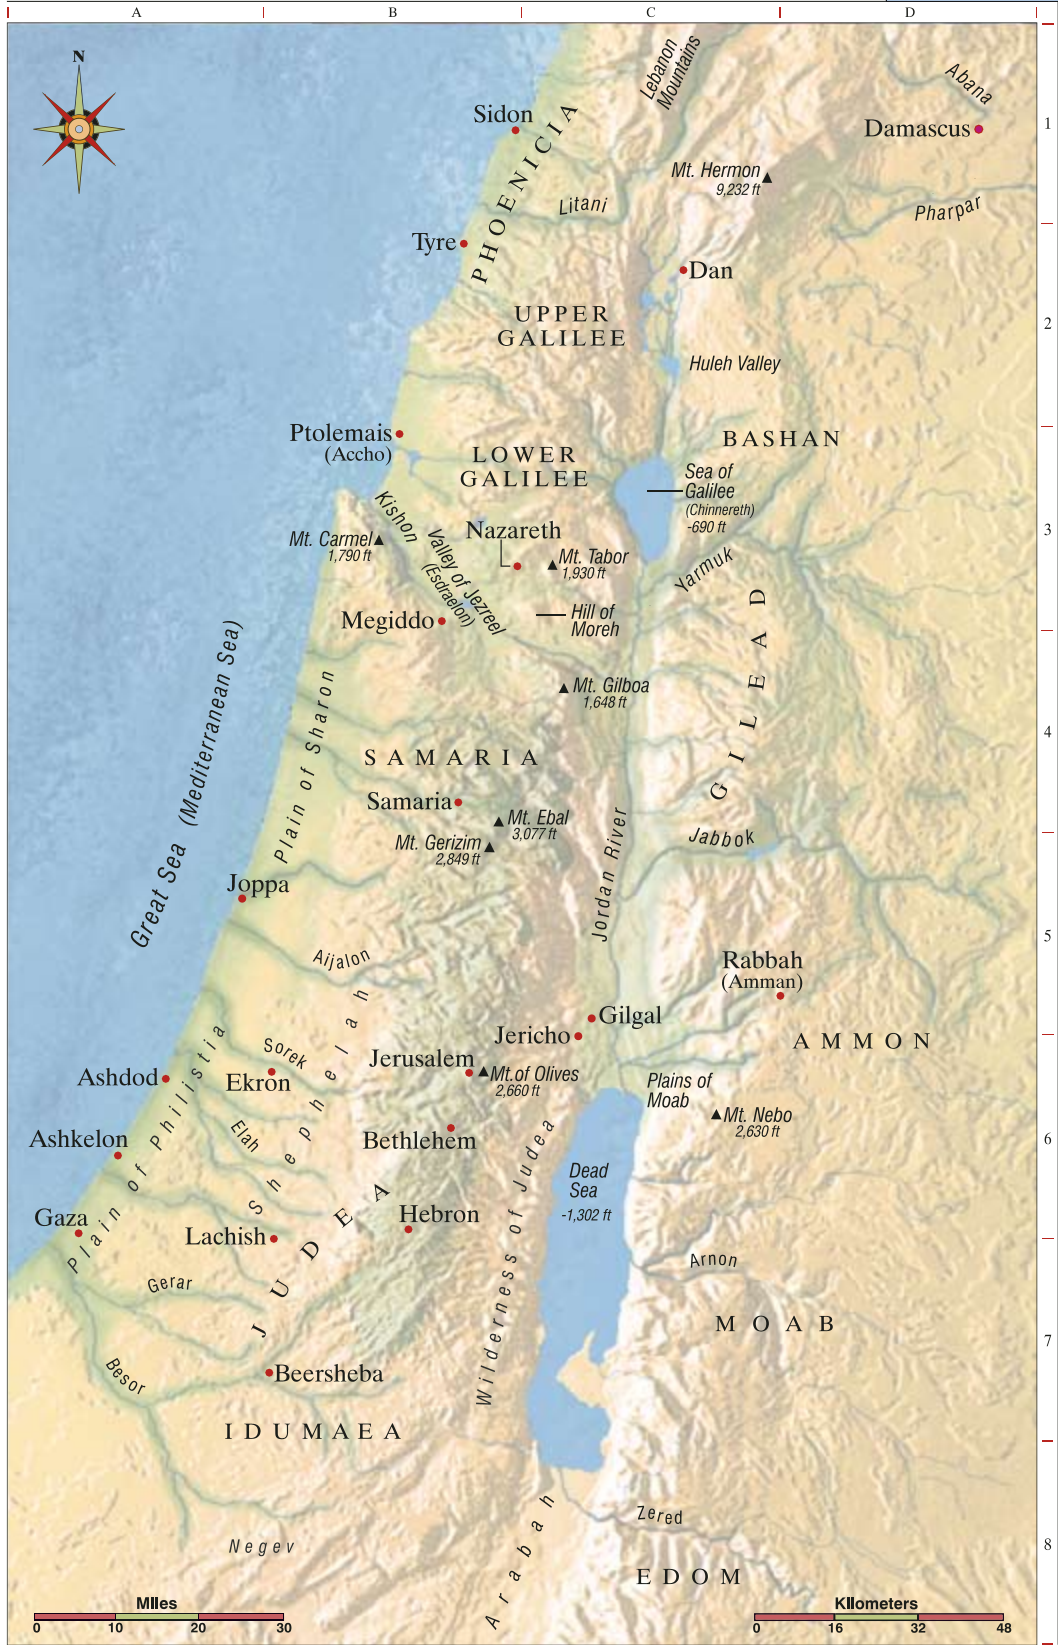 A
B
C
D
N
1
2
3
4
5
6
7
8
Lebanon
Mountains
Abana
Sidon
Damascus
PHOENICIA
Mt. Hermon
9,232 ft
Litani
Pharpar
Tyre
Dan
UPPER
GALILEE
Huleh Valley
Ptolemais
(Accho)
BASHAN
LOWER
GALILEE
Sea of
Galilee
(Chinnereth)
-690 ft
Kishon
Nazareth
Mt. Carmel
1,790 ft
Valley of Jezreel
(Esdraelon)
Mt. Tabor
1,930 ft
Yarmuk
Hill of
Moreh
Megiddo
GILEAD
Great Sea (Mediterranean Sea)
Mt. Gilboa
1,648 ft
Plain of Sharon
SAMARIA
Samaria
Mt. Ebal
3,077 ft
Mt. Gerizim
2,849 ft
Jordan River
Jabbok
Joppa
Aijalon
Rabbah
(Amman)
Shephelah
Gilgal
Jericho
AMMON
Plain of Philistia
Sorek
Jerusalem
Mt.of Olives
2,660 ft
Ashdod
Ekron
Plains of
Moab
Mt. Nebo
2,630 ft
Ashkelon
Elah
Bethlehem
Wilderness of Judea
Dead
Sea
-1,302 ft
JUDEA
Gaza
Hebron
Lachish
Arnon
Gerar
MOAB
Besor
Beersheba
IDUMAEA
Arabah
Zered
Negev
EDOM
MIles
0 10 20 30
KIlometers
0 16 32 48